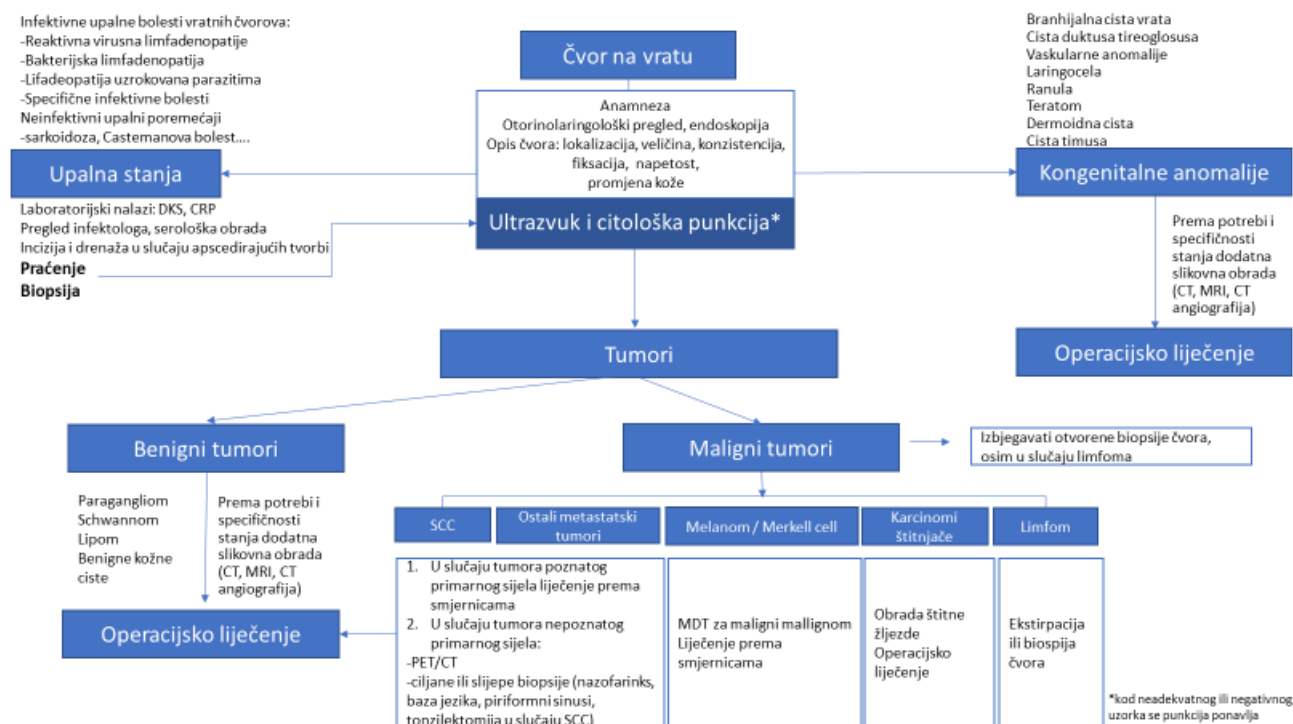 Infektivne upalne bolesti vratnih čvorova:
-Reaktivna virusna limfadenopatije
-Bakterijska limfadenopatija
-Lifadeopatija uzrokovana parazitima
-Specifične infektivne bolesti
Neinfektivni upalni poremećaji
-sarkoidoza, Castemanova bolest....
Upalna stanja
Laboratorijski nalazi: DKS, CRP
Pregled infektologa, serološka obrada
Incizija i drenaža u slučaju apscedirajućih tvorbi
Praćenje
Biopsija
Čvor na vratu
Anamneza
Otorinolaringološki pregled, endoskopija
Opis čvora: lokalizacija, veličina, konzistencija,
fiksacija, napetost,
promjena kože
Ultrazvuk i citološka punkcija*
Branhijalna cista vrata
Cista duktusa tireoglosusa
Vaskularne anomalije
Laringocela
Ranula
Teratom
Dermoidna cista
Cista timusa
Kongenitalne anomalije
Prema potrebi i
specifičnosti
stanja dodatna
slikovna obrada
(CT, MRI, CT
angiografija)
Operacijsko liječenje
Tumori
Benigni tumori
Paragangliom
Schwannom
Lipom
Benigne kožne
ciste
Prema potrebi i
specifičnosti
stanja dodatna
slikovna obrada
(CT, MRI, CT
angiografija)
Operacijsko liječenje
Maligni tumori
Izbjegavati otvorene biopsije čvora,
osim u slučaju limfoma
SCC
Ostali metastatski
tumori
Melanom / Merkell cell
Karcinomi
štitnjače
Limfom
1. U slučaju tumora poznatog
primarnog sijela liječenje prema
smjernicama
2. U slučaju tumora nepoznatog
primarnog sijela:
-PET/CT
-ciljane ili slijepe biopsije (nazofarinks,
baza jezika, piriformni sinusi,
tonzilektomija u slučaju SCC)
MDT za maligni mallignom
Liječenje prema
smjernicama
Obrada štitne
žljezde
Operacijsko
liječenje
Ekstirpacija
ili biospija
čvora
*kod neadekvatnog ili negativnog
uzorka se punkcija ponavlja